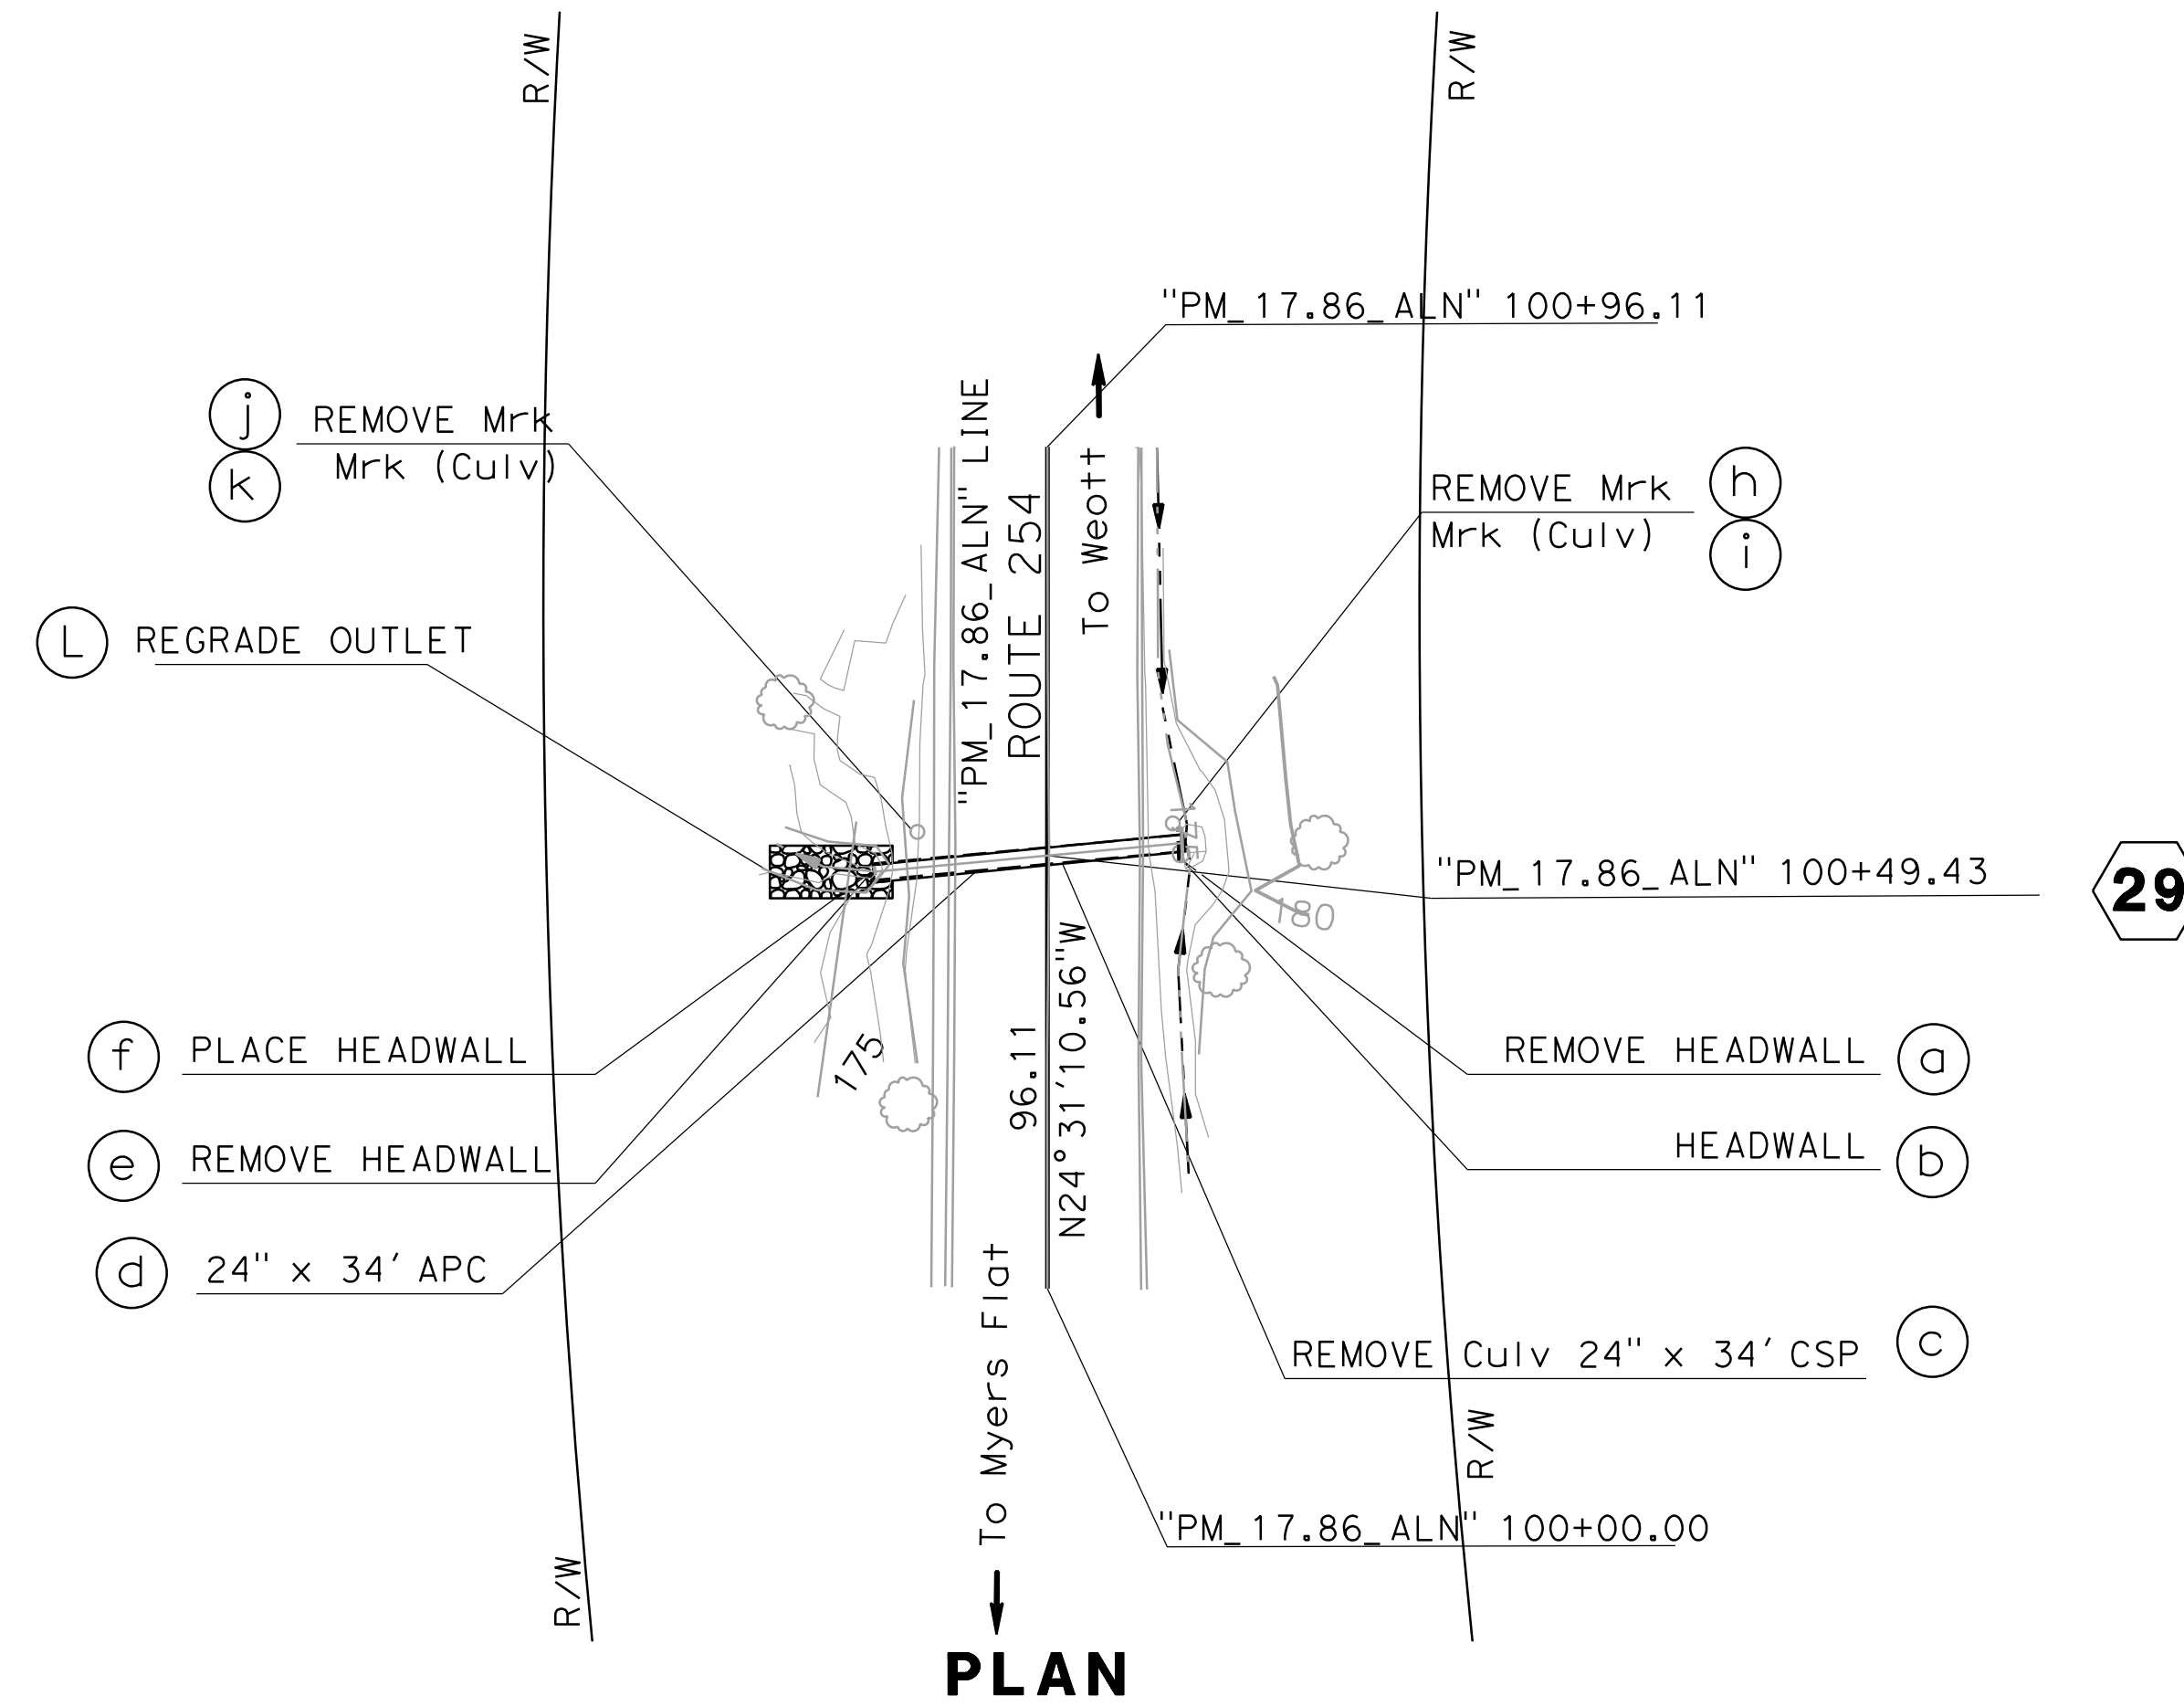 R/W
R/W
"PM_17.86_ALN" 100+96.11
j
REMOVE Mrk
k
Mrk (Culv)
"PM_17.86_ALN" LINE
ROUTE 254
To Weott
REMOVE Mrk
h
Mrk (Culv)
i
L
REGRADE OUTLET
"PM_17.86_ALN" 100+49.43
29
180
175
96.11
N24°31'10.56"W
f
PLACE HEADWALL
REMOVE HEADWALL
a
e
REMOVE HEADWALL
HEADWALL
b
d
24" x 34' APC
To Myers Flat
REMOVE Culv 24" x 34' CSP
c
R/W
"PM_17.86_ALN" 100+00.00
R/W
PLAN